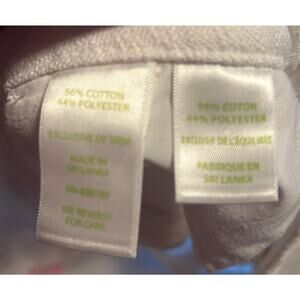 56% COTTON
44% POLYESTER
EXCLUSIVE OF TRIM
MADE IN
SRI LANKA
SEE REVERSE
FOR CARE
56% COTON
44% POLYESTER
EXCLUSIF DE L'ÉQUILIBRE
FABRIQUÉ EN
SRI LANKA